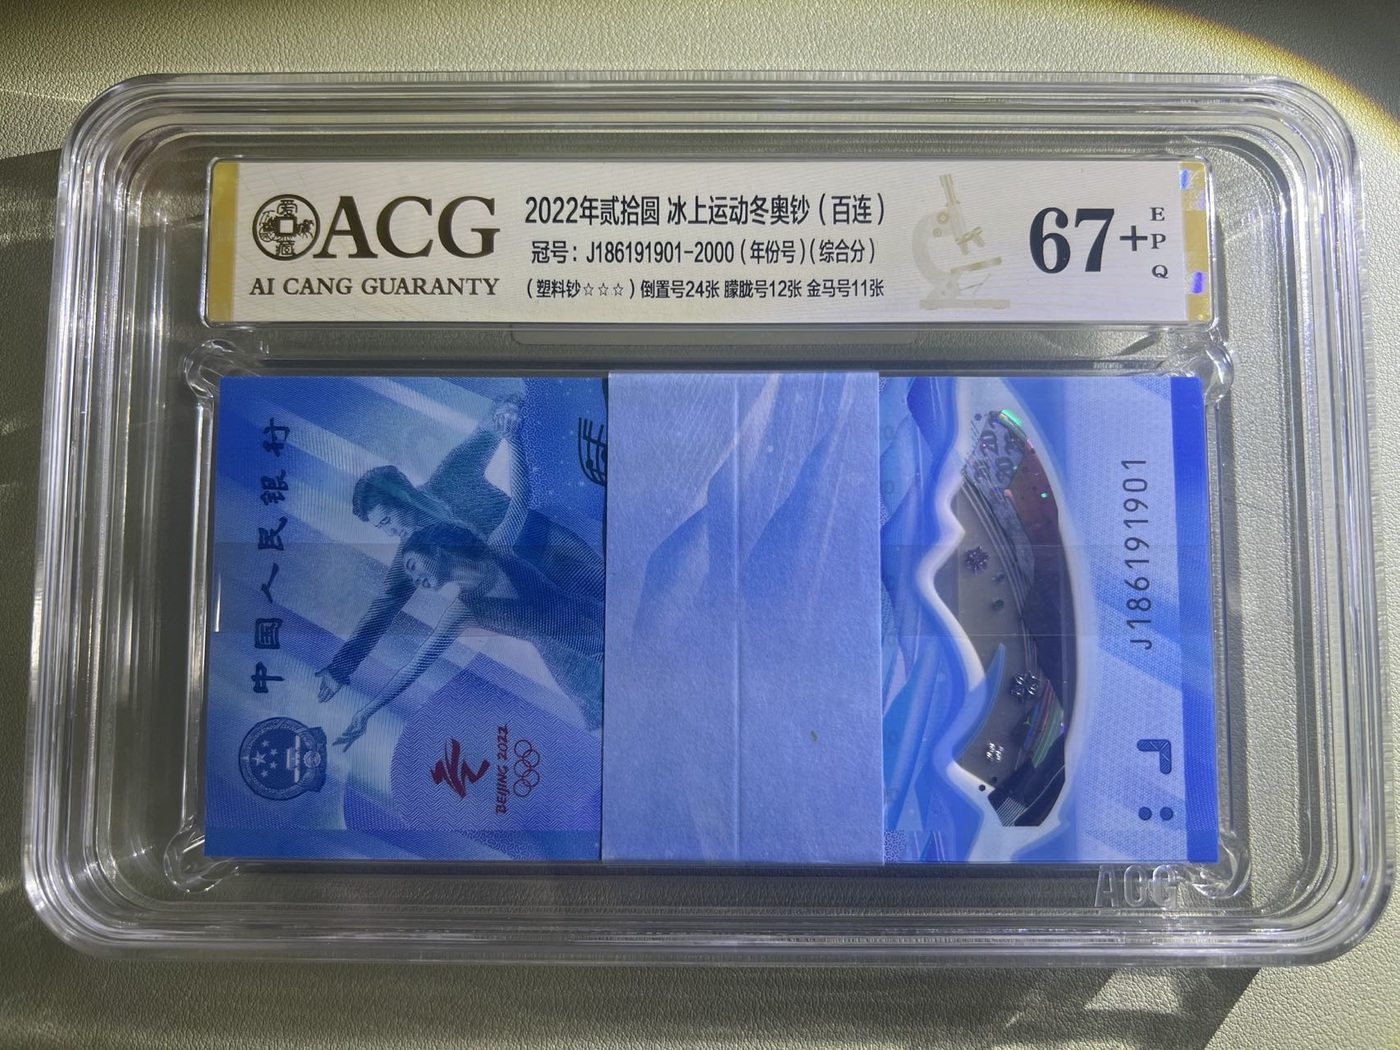 ACG
AI CANG GUARANTY
2022年贰拾圆 冰上运动冬奥钞（百连）
冠号：J186191901-2000（年份号）(综合分）
（塑料钞☆☆☆）倒置号24张 朦胧号12张 金马号11张
67+
EPQ
中国人民银行
BEIJING 2022
J186191901
ACG